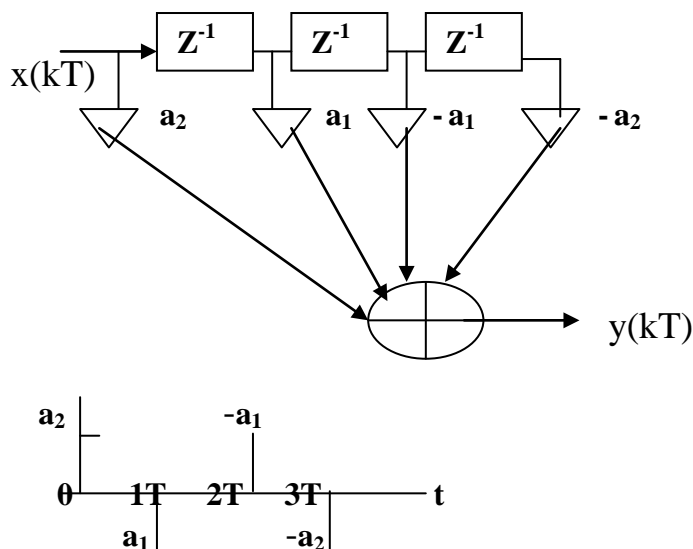 Z⁻¹ Z⁻¹ Z⁻¹
x(kT)
a₂ a₁ - a₁ - a₂
y(kT)
a₂ -a₁
0 1T 2T 3T t
a₁ -a₂